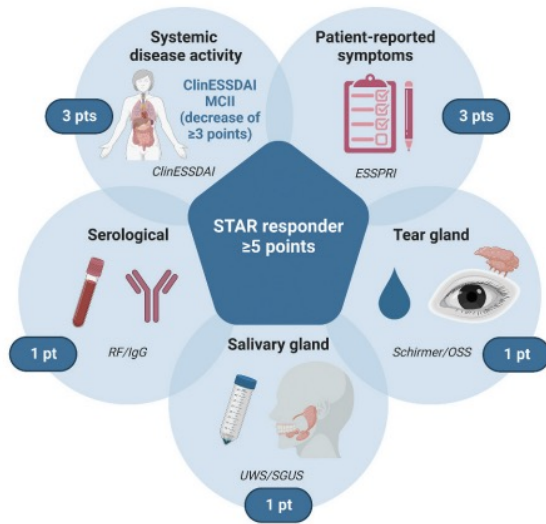 Systemic
disease activity
ClinESSDAI
MCII
(decrease of
≥3 points)
3 pts
ClinESSDAI
Patient-reported
symptoms
3 pts
ESSPRI
STAR responder
≥5 points
Serological
1 pt
RF/IgG
Tear gland
Schirmer/OSS
1 pt
Salivary gland
UWS/SGUS
1 pt